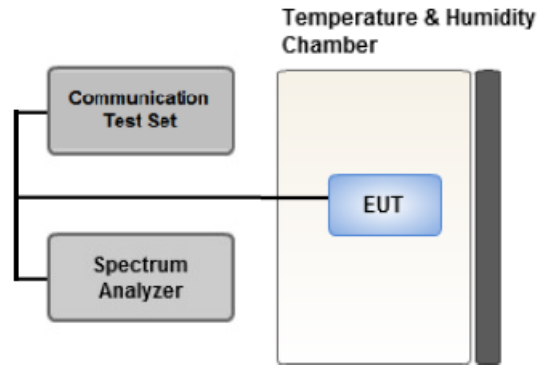 Temperature & Humidity
Chamber
Communication
Test Set
EUT
Spectrum
Analyzer